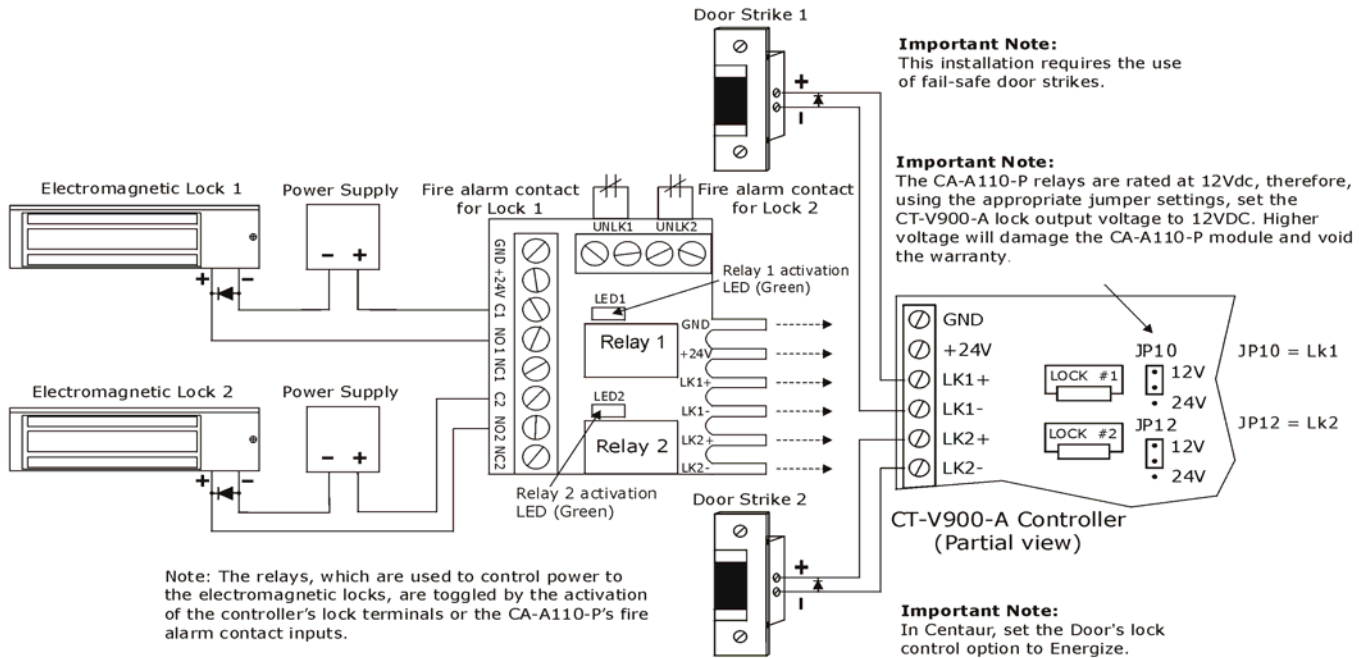 Door Strike 1
+
−
Important Note:
This installation requires the use
of fail-safe door strikes.
Important Note:
The CA-A110-P relays are rated at 12Vdc, therefore,
using the appropriate jumper settings, set the
CT-V900-A lock output voltage to 12VDC. Higher
voltage will damage the CA-A110-P module and void
the warranty.
Electromagnetic Lock 1
+ −
Power Supply
− +
Fire alarm contact
for Lock 1
Fire alarm contact
for Lock 2
UNLK1 UNLK2
GND +24V C1 NO1 NC1 C2 NO2 NC2
Relay 1 activation
LED (Green)
LED1
Relay 1
LED2
Relay 2
GND
+24V
LK1+
LK1-
LK2+
LK2-
Relay 2 activation
LED (Green)
Electromagnetic Lock 2
+ −
Power Supply
− +
GND
+24V
LK1+
LK1-
LK2+
LK2-
LOCK #1
LOCK #2
JP10
12V
24V
JP12
12V
24V
JP10 = Lk1
JP12 = Lk2
CT-V900-A Controller
(Partial view)
Door Strike 2
+
−
Note: The relays, which are used to control power to
the electromagnetic locks, are toggled by the activation
of the controller's lock terminals or the CA-A110-P's fire
alarm contact inputs.
Important Note:
In Centaur, set the Door's lock
control option to Energize.